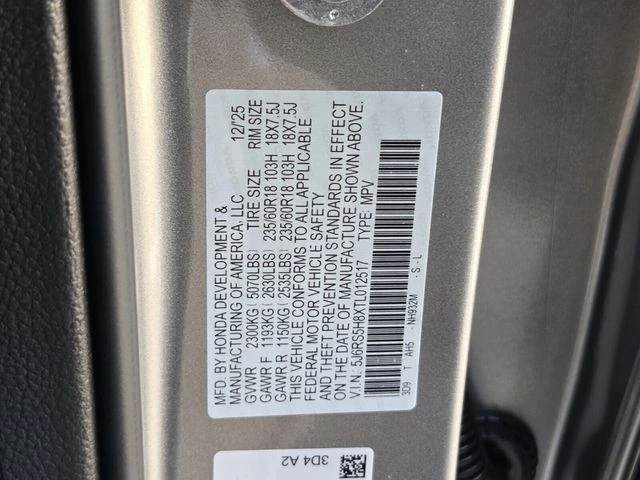 MFD. BY HONDA DEVELOPMENT &
MANUFACTURING OF AMERICA, LLC 12/'25
GVWR 2300KG ( 5070LBS) TIRE SIZE RIM SIZE
GAWR F 1193KG ( 2630LBS) 235/60R18 103H 18X7.5J
GAWR R 1150KG ( 2535LBS) 235/60R18 103H 18X7.5J
THIS VEHICLE CONFORMS TO ALL APPLICABLE
FEDERAL MOTOR VEHICLE SAFETY
AND THEFT PREVENTION STANDARDS IN EFFECT
ON THE DATE OF MANUFACTURE SHOWN ABOVE.
V.I.N: 5J6RS5H8XTL012517 TYPE: MPV
3D9 T AH5 NH932M - S - L
3D4 A2